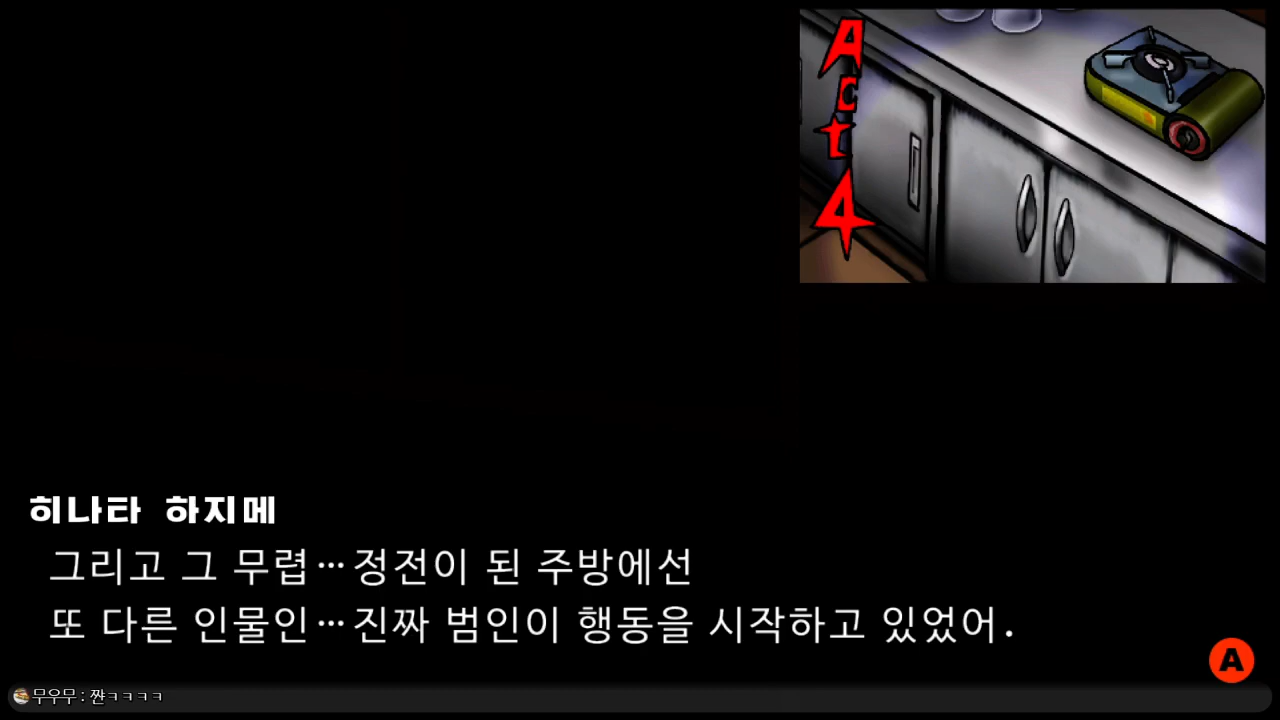 Act 4
히나타 하지메
그리고 그 무렵…정전이 된 주방에선
또 다른 인물인…진짜 범인이 행동을 시작하고 있었어.
A
무우무 : 짠ㅋㅋㅋㅋ